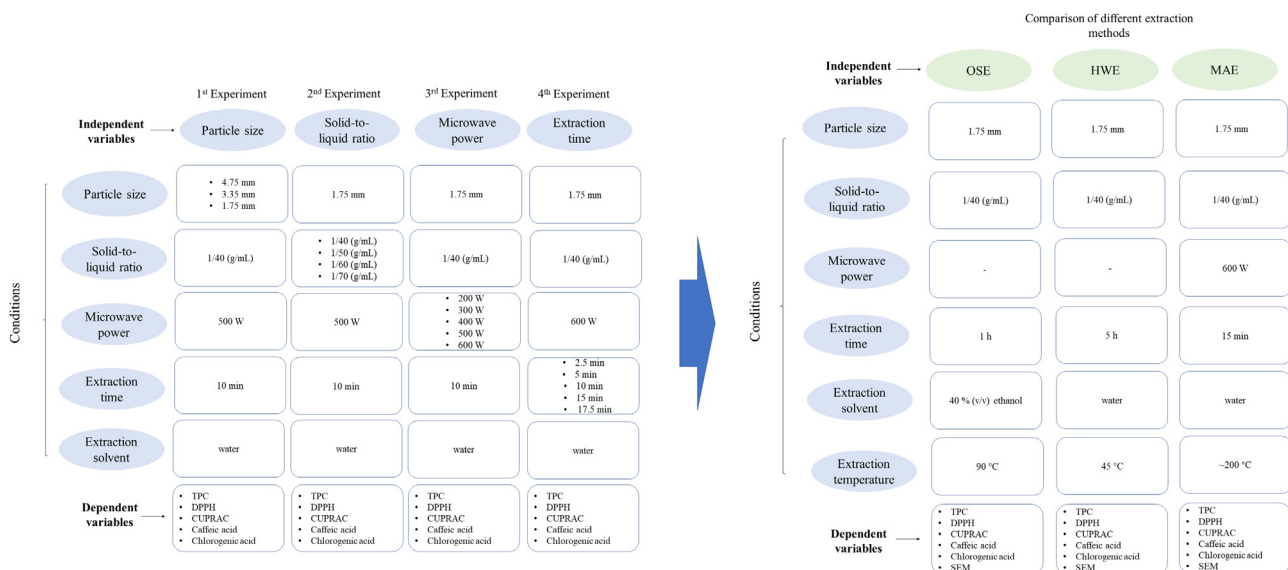 1st Experiment
2nd Experiment
3rd Experiment
4th Experiment
Independent
variables
Particle size
Solid-to-
liquid ratio
Microwave
power
Extraction
time
Conditions
Particle size
• 4.75 mm
• 3.35 mm
• 1.75 mm
1.75 mm
1.75 mm
1.75 mm
Solid-to-
liquid ratio
1/40 (g/mL)
• 1/40 (g/mL)
• 1/50 (g/mL)
• 1/60 (g/mL)
• 1/70 (g/mL)
1/40 (g/mL)
1/40 (g/mL)
Microwave
power
500 W
500 W
• 200 W
• 300 W
• 400 W
• 500 W
• 600 W
600 W
Extraction
time
10 min
10 min
10 min
• 2.5 min
• 5 min
• 10 min
• 15 min
• 17.5 min
Extraction
solvent
water
water
water
water
Dependent
variables
• TPC
• DPPH
• CUPRAC
• Caffeic acid
• Chlorogenic acid
• TPC
• DPPH
• CUPRAC
• Caffeic acid
• Chlorogenic acid
• TPC
• DPPH
• CUPRAC
• Caffeic acid
• Chlorogenic acid
• TPC
• DPPH
• CUPRAC
• Caffeic acid
• Chlorogenic acid
Comparison of different extraction
methods
Independent
variables
OSE
HWE
MAE
Conditions
Particle size
1.75 mm
1.75 mm
1.75 mm
Solid-to-
liquid ratio
1/40 (g/mL)
1/40 (g/mL)
1/40 (g/mL)
Microwave
power
-
-
600 W
Extraction
time
1 h
5 h
15 min
Extraction
solvent
40 % (v/v) ethanol
water
water
Extraction
temperature
90 °C
45 °C
~200 °C
Dependent
variables
• TPC
• DPPH
• CUPRAC
• Caffeic acid
• Chlorogenic acid
• SEM
• TPC
• DPPH
• CUPRAC
• Caffeic acid
• Chlorogenic acid
• SEM
• TPC
• DPPH
• CUPRAC
• Caffeic acid
• Chlorogenic acid
• SEM